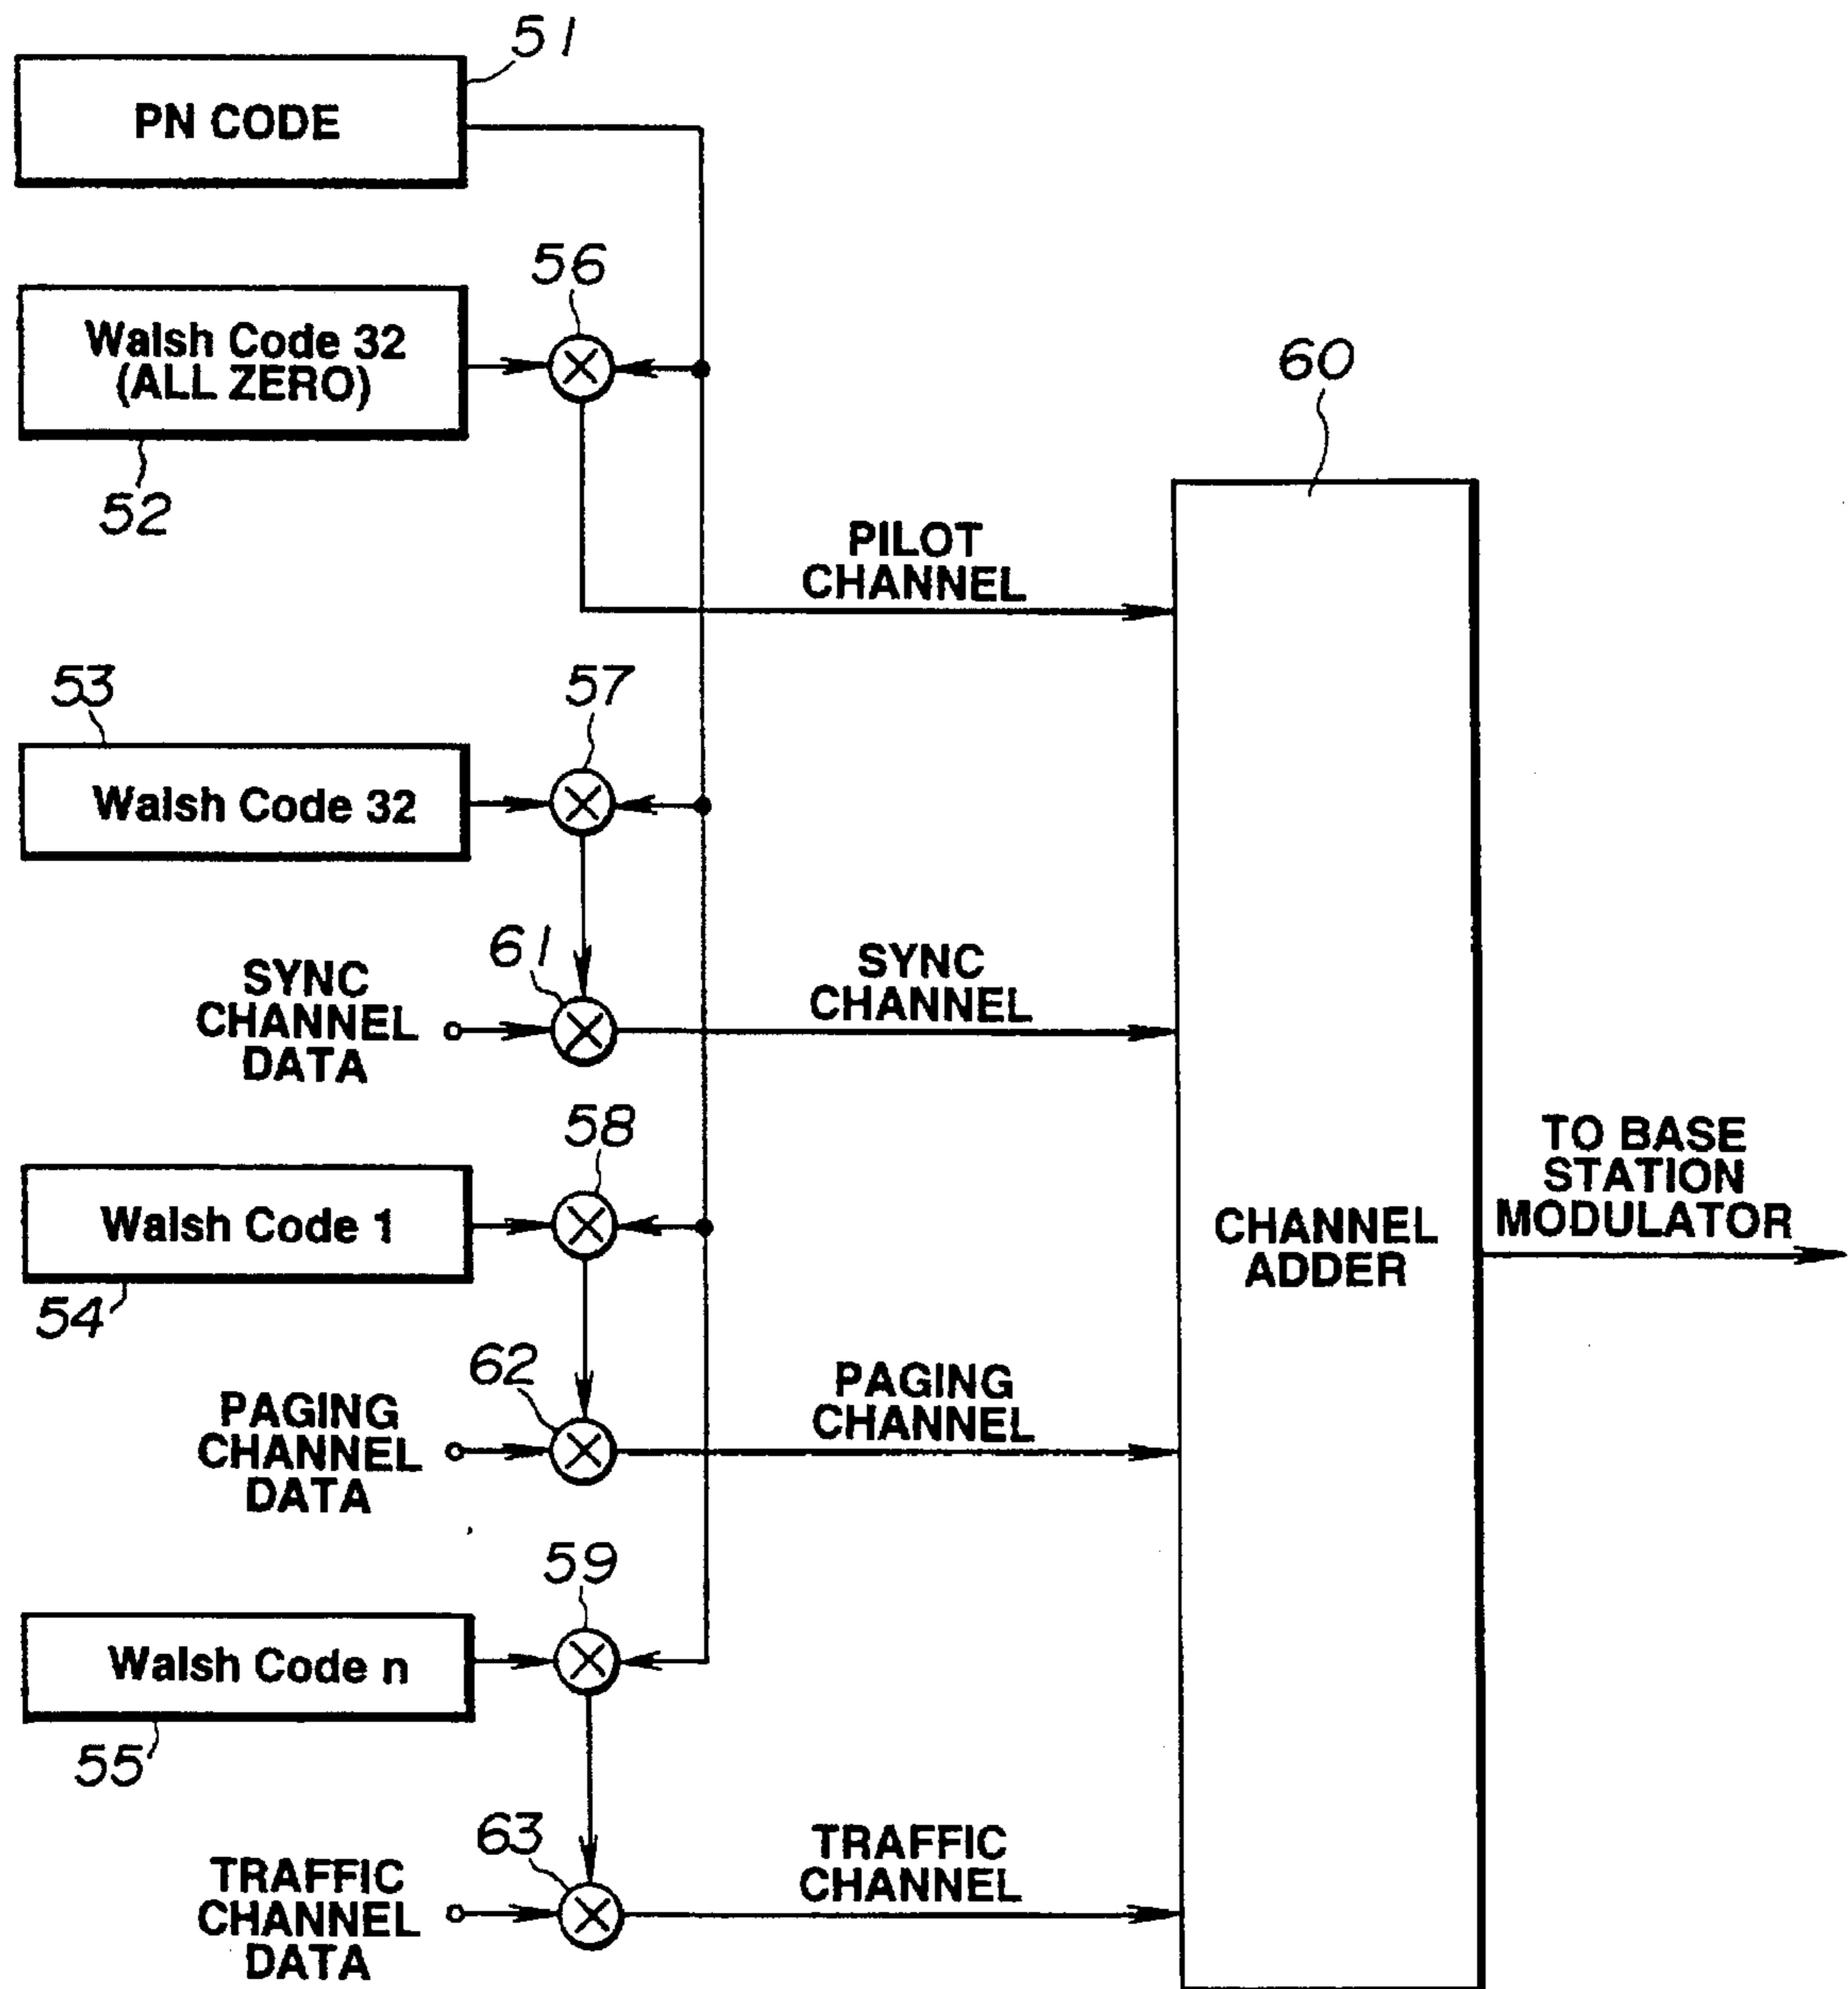 51
PN CODE
56
Walsh Code 32
(ALL ZERO)
52
60
PILOT
CHANNEL
53
57
Walsh Code 32
61
SYNC
CHANNEL
DATA
SYNC
CHANNEL
58
Walsh Code 1
54
TO BASE
STATION
MODULATOR
CHANNEL
ADDER
62
PAGING
CHANNEL
DATA
PAGING
CHANNEL
59
Walsh Code n
55
63
TRAFFIC
CHANNEL
DATA
TRAFFIC
CHANNEL